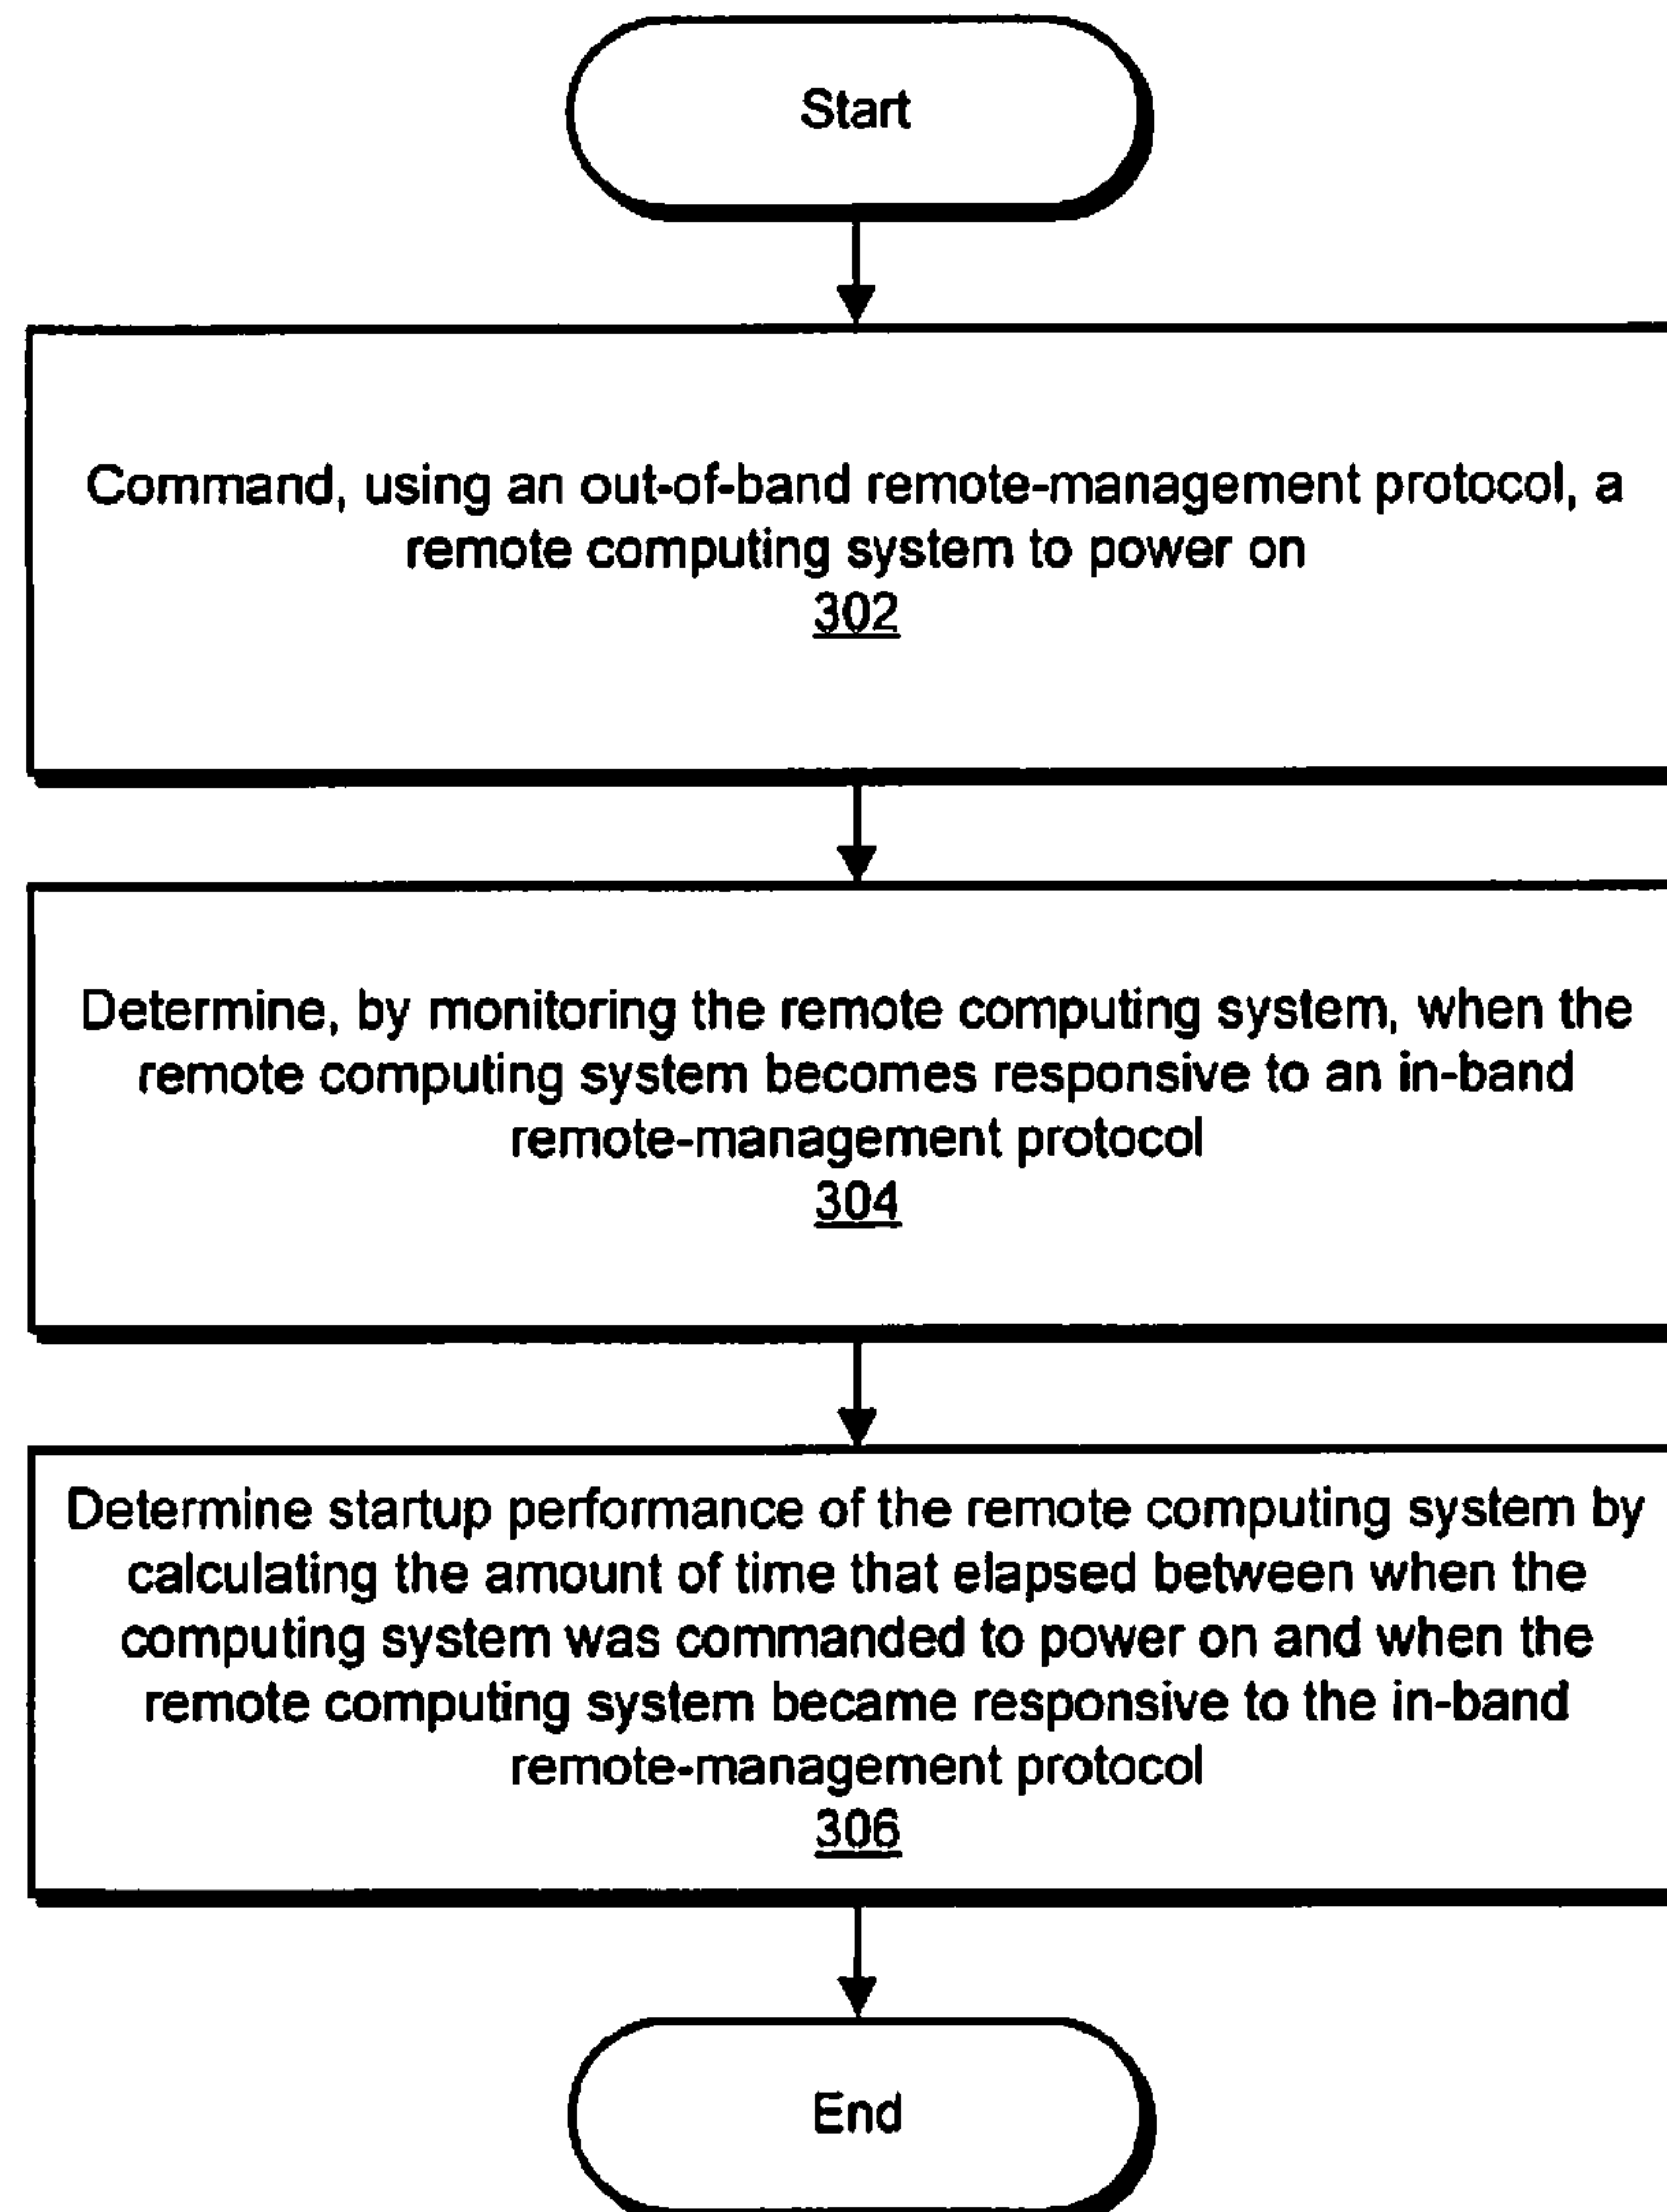 Start
Command, using an out-of-band remote-management protocol, a
remote computing system to power on
302
Determine, by monitoring the remote computing system, when the
remote computing system becomes responsive to an in-band
remote-management protocol
304
Determine startup performance of the remote computing system by
calculating the amount of time that elapsed between when the
computing system was commanded to power on and when the
remote computing system became responsive to the in-band
remote-management protocol
306
End